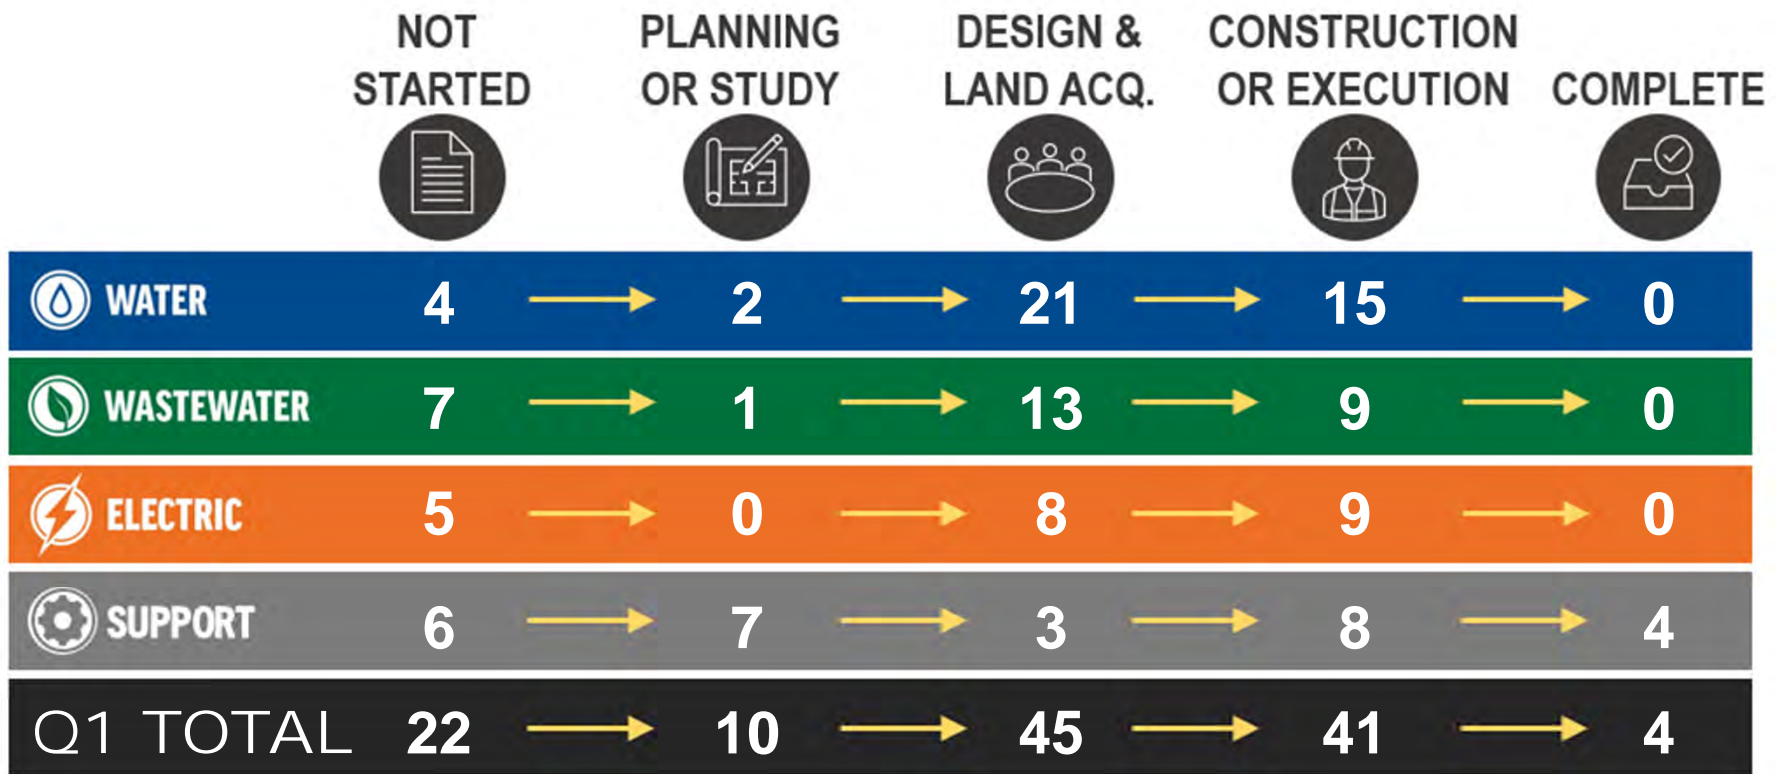 NOT PLANNING DESIGN & CONSTRUCTION
STARTED OR STUDY LAND ACQ. OR EXECUTION COMPLETE
WATER 4 2 21 15 0
WASTEWATER 7 1 13 9 0
ELECTRIC 5 0 8 9 0
SUPPORT 6 7 3 8 4
Q1 TOTAL 22 10 45 41 4